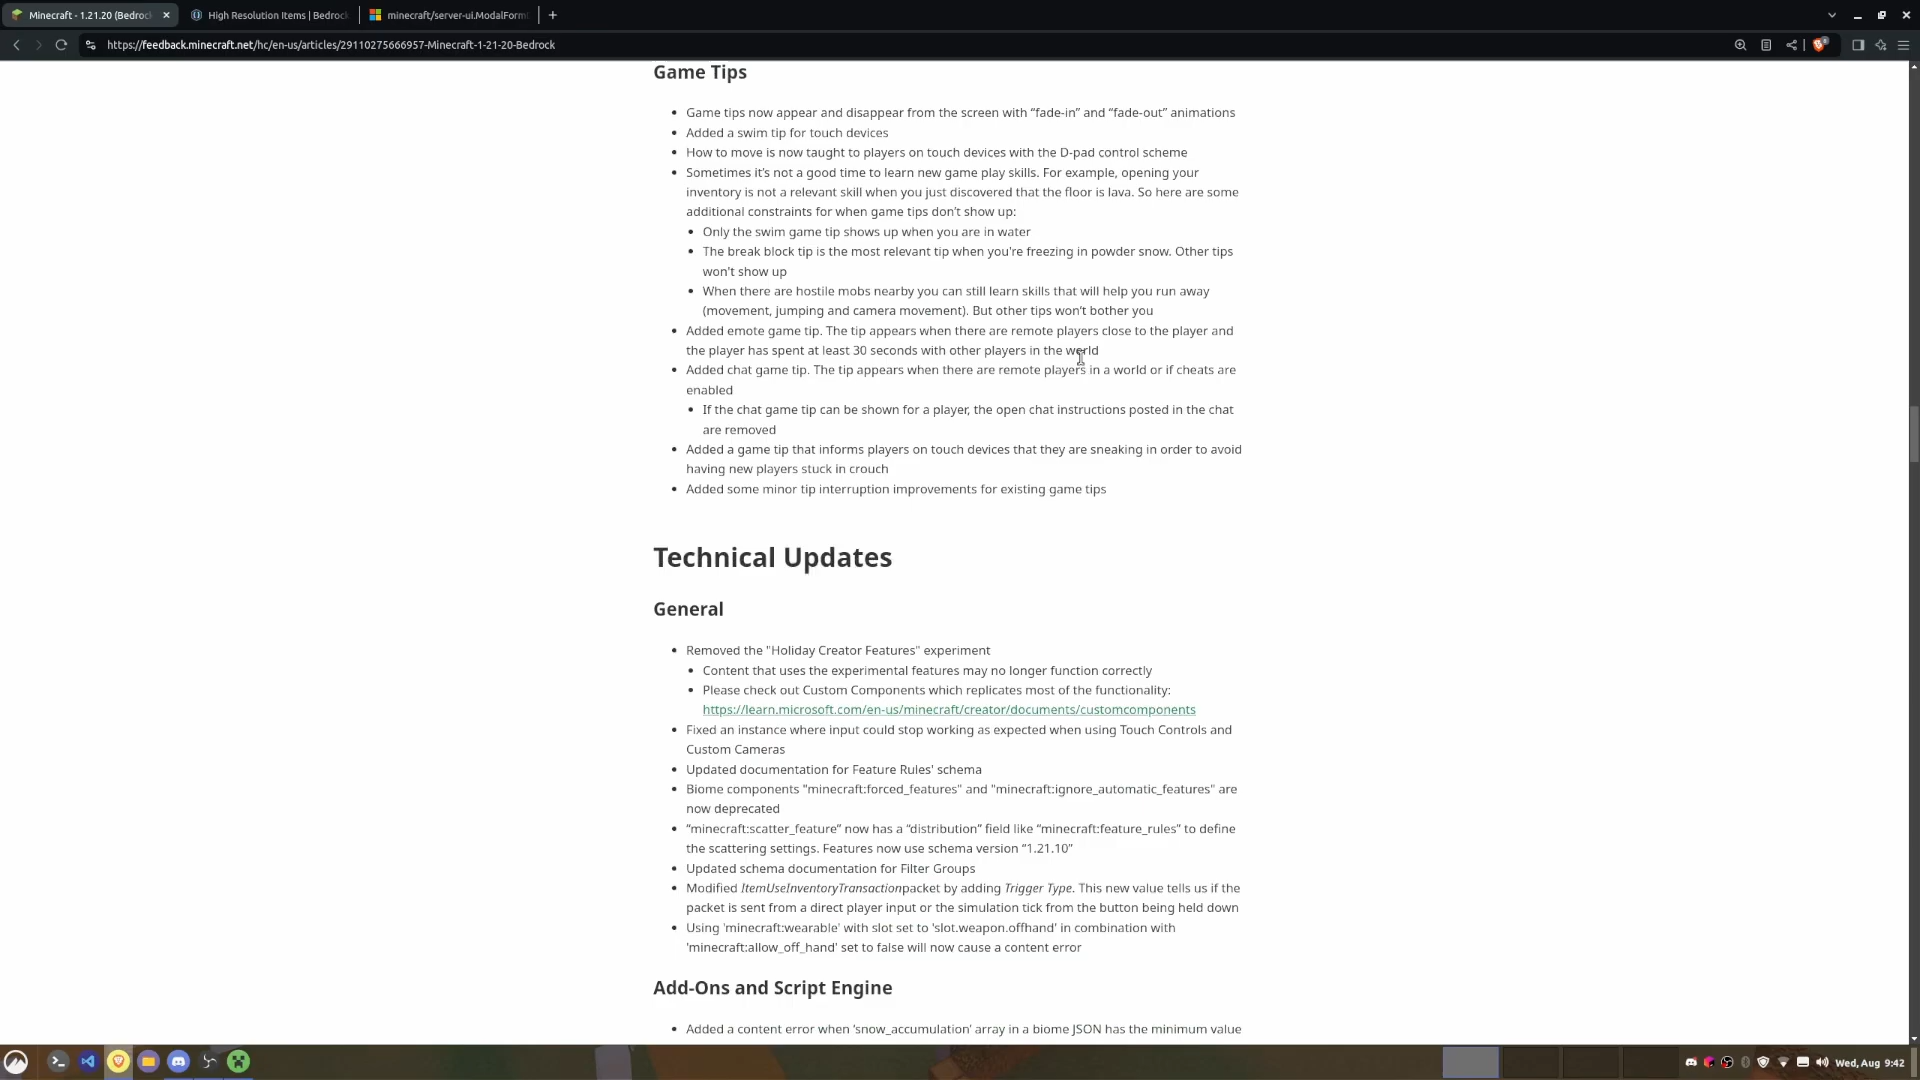 Minecraft - 1.21.20 (Bedroc
High Resolution Items | Bedrock
minecraft/server-ui.ModalForm
https://feedback.minecraft.net/hc/en-us/articles/29110275666957-Minecraft-1-21-20-Bedrock
Game Tips
• Game tips now appear and disappear from the screen with “fade-in” and “fade-out” animations
• Added a swim tip for touch devices
• How to move is now taught to players on touch devices with the D-pad control scheme
• Sometimes it’s not a good time to learn new game play skills. For example, opening your
inventory is not a relevant skill when you just discovered that the floor is lava. So here are some
additional constraints for when game tips don’t show up:
• Only the swim game tip shows up when you are in water
• The break block tip is the most relevant tip when you're freezing in powder snow. Other tips
won't show up
• When there are hostile mobs nearby you can still learn skills that will help you run away
(movement, jumping and camera movement). But other tips won’t bother you
• Added emote game tip. The tip appears when there are remote players close to the player and
the player has spent at least 30 seconds with other players in the world
• Added chat game tip. The tip appears when there are remote players in a world or if cheats are
enabled
• If the chat game tip can be shown for a player, the open chat instructions posted in the chat
are removed
• Added a game tip that informs players on touch devices that they are sneaking in order to avoid
having new players stuck in crouch
• Added some minor tip interruption improvements for existing game tips
Technical Updates
General
• Removed the "Holiday Creator Features" experiment
• Content that uses the experimental features may no longer function correctly
• Please check out Custom Components which replicates most of the functionality:
https://learn.microsoft.com/en-us/minecraft/creator/documents/customcomponents
• Fixed an instance where input could stop working as expected when using Touch Controls and
Custom Cameras
• Updated documentation for Feature Rules' schema
• Biome components "minecraft:forced_features" and "minecraft:ignore_automatic_features" are
now deprecated
• “minecraft:scatter_feature” now has a “distribution” field like “minecraft:feature_rules” to define
the scattering settings. Features now use schema version “1.21.10”
• Updated schema documentation for Filter Groups
• Modified ItemUseInventoryTransactionpacket by adding Trigger Type. This new value tells us if the
packet is sent from a direct player input or the simulation tick from the button being held down
• Using 'minecraft:wearable' with slot set to 'slot.weapon.offhand' in combination with
'minecraft:allow_off_hand' set to false will now cause a content error
Add-Ons and Script Engine
• Added a content error when 'snow_accumulation' array in a biome JSON has the minimum value
Wed, Aug 9:42